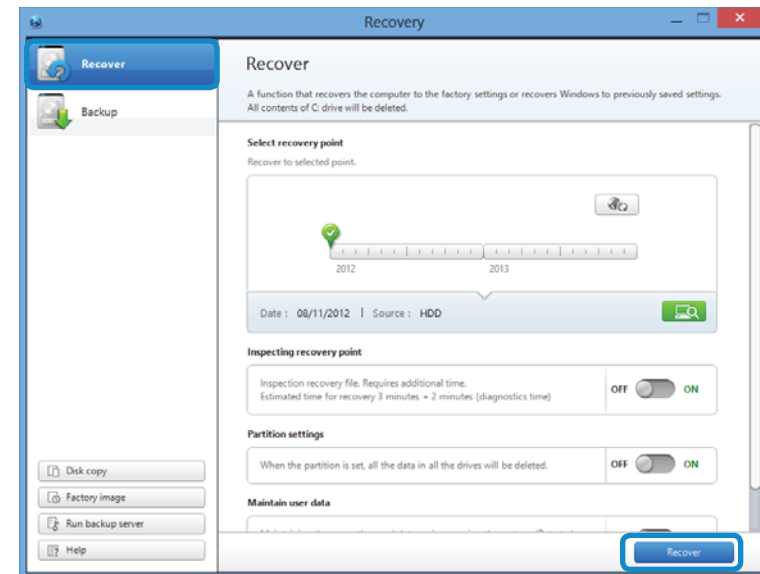 Recovery
Recover
Backup
Disk copy
Factory image
Run backup server
Help
Recover
A function that recovers the computer to the factory settings or recovers Windows to previously saved settings.
All contents of C: drive will be deleted.
Select recovery point
Recover to selected point.
2012 2013
Date : 08/11/2012 | Source : HDD
Inspecting recovery point
Inspection recovery file. Requires additional time.
Estimated time for recovery 3 minutes + 2 minutes (diagnostics time)
OFF ON
Partition settings
When the partition is set, all the data in all the drives will be deleted.
OFF ON
Maintain user data
Recover